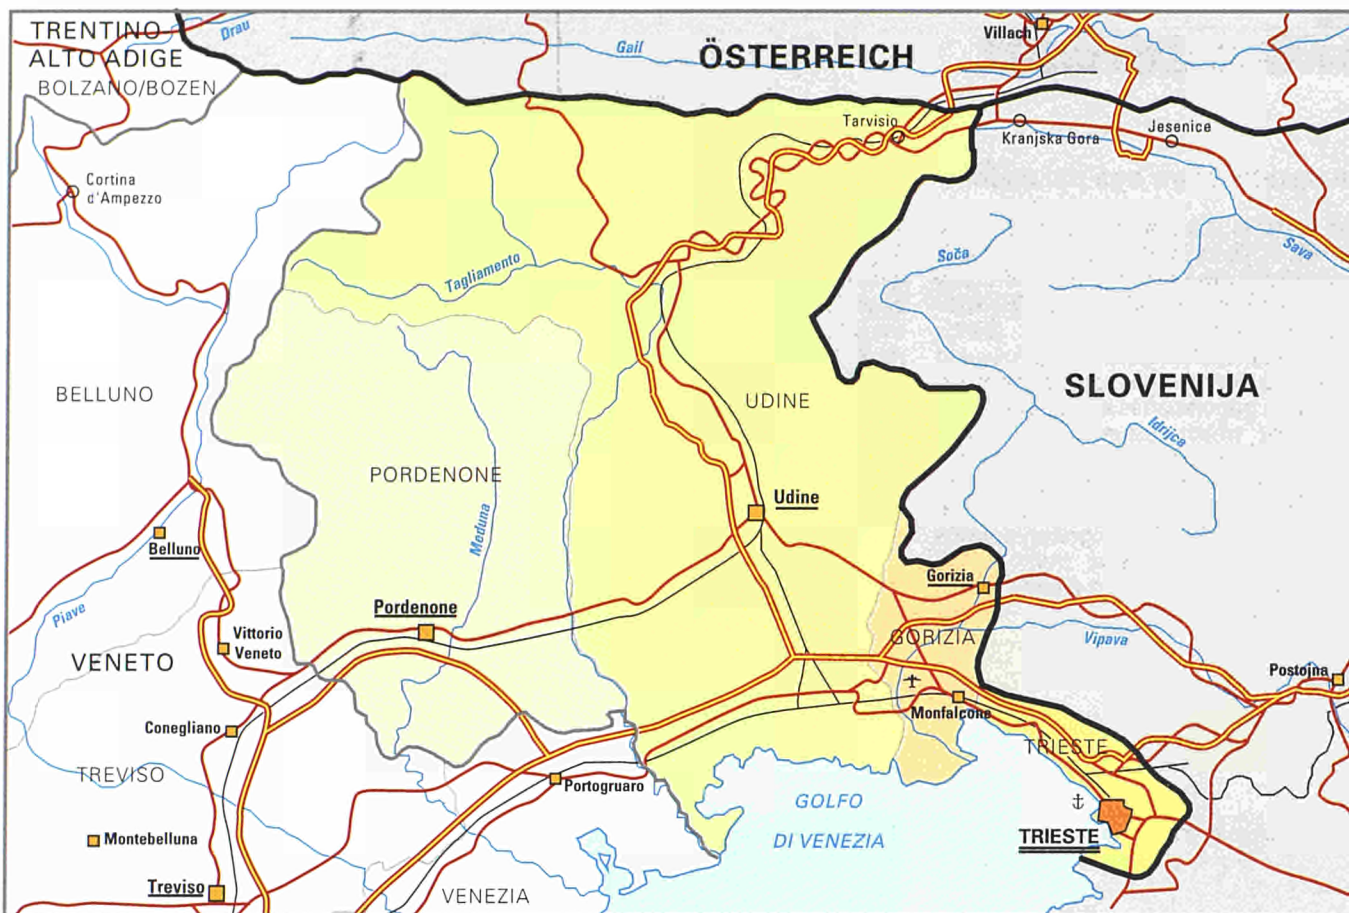 TRENTINO
ALTO ADIGE
BOLZANO/BOZEN
Drau
Gail
ÖSTERREICH
Villach
Tarvisio
Kranjska Gora
Jesenice
Cortina
d'Ampezzo
Sava
Soča
Tagliamento
SLOVENIJA
BELLUNO
UDINE
Idrijca
PORDENONE
Udine
Meduna
Belluno
Gorizia
Piave
Pordenone
Vittorio
Veneto
GORIZIA
Vipava
VENETO
Postojna
Conegliano
Monfalcone
TRIESTE
TREVISO
Portogruaro
GOLFO
DI VENEZIA
Montebelluna
TRIESTE
Treviso
VENEZIA